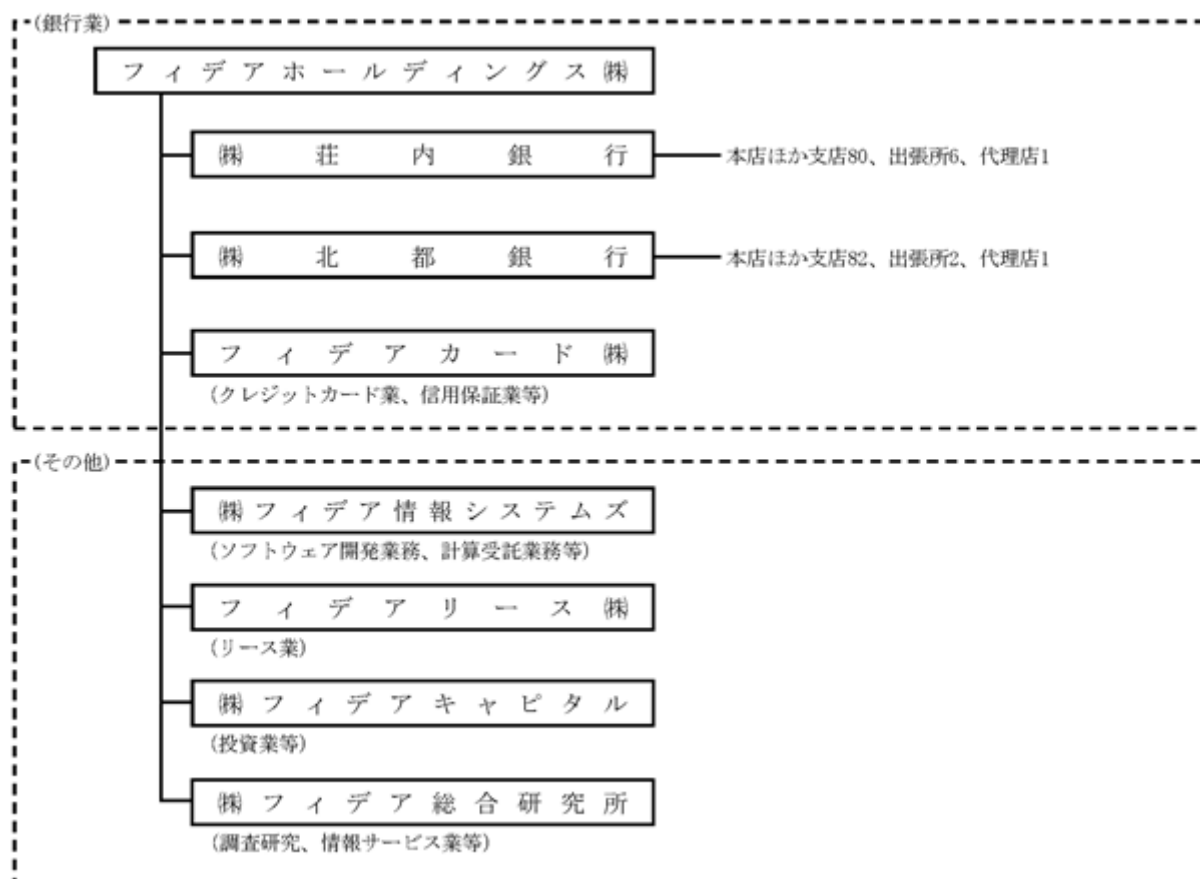 (銀行業)
フィデアホールディングス㈱
㈱荘内銀行
本店ほか支店80、出張所6、代理店1
㈱北都銀行
本店ほか支店82、出張所2、代理店1
フィデアカード㈱
(クレジットカード業、信用保証業等)
(その他)
㈱フィデア情報システムズ
(ソフトウェア開発業務、計算受託業務等)
フィデアリース㈱
(リース業)
㈱フィデアキャピタル
(投資業等)
㈱フィデア総合研究所
(調査研究、情報サービス業等)